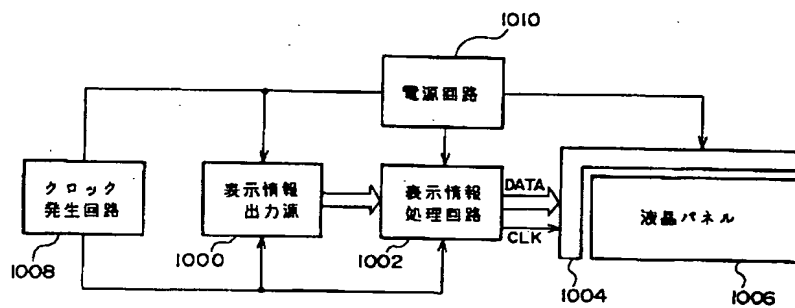 1010
電源回路
クロック
発生回路
表示情報
出力源
表示情報
処理回路
DATA
CLK
液晶パネル
1008
1000
1002
1004
1006